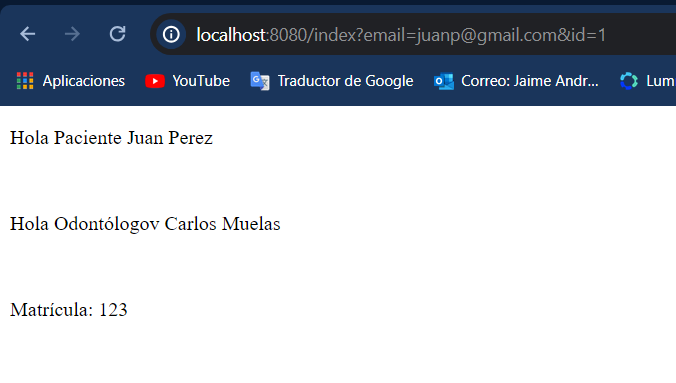 localhost:8080/index?email=juanp@gmail.com&id=1
Aplicaciones YouTube Traductor de Google Correo: Jaime Andr... Lum
Hola Paciente Juan Perez
Hola Odontólogov Carlos Muelas
Matrícula: 123